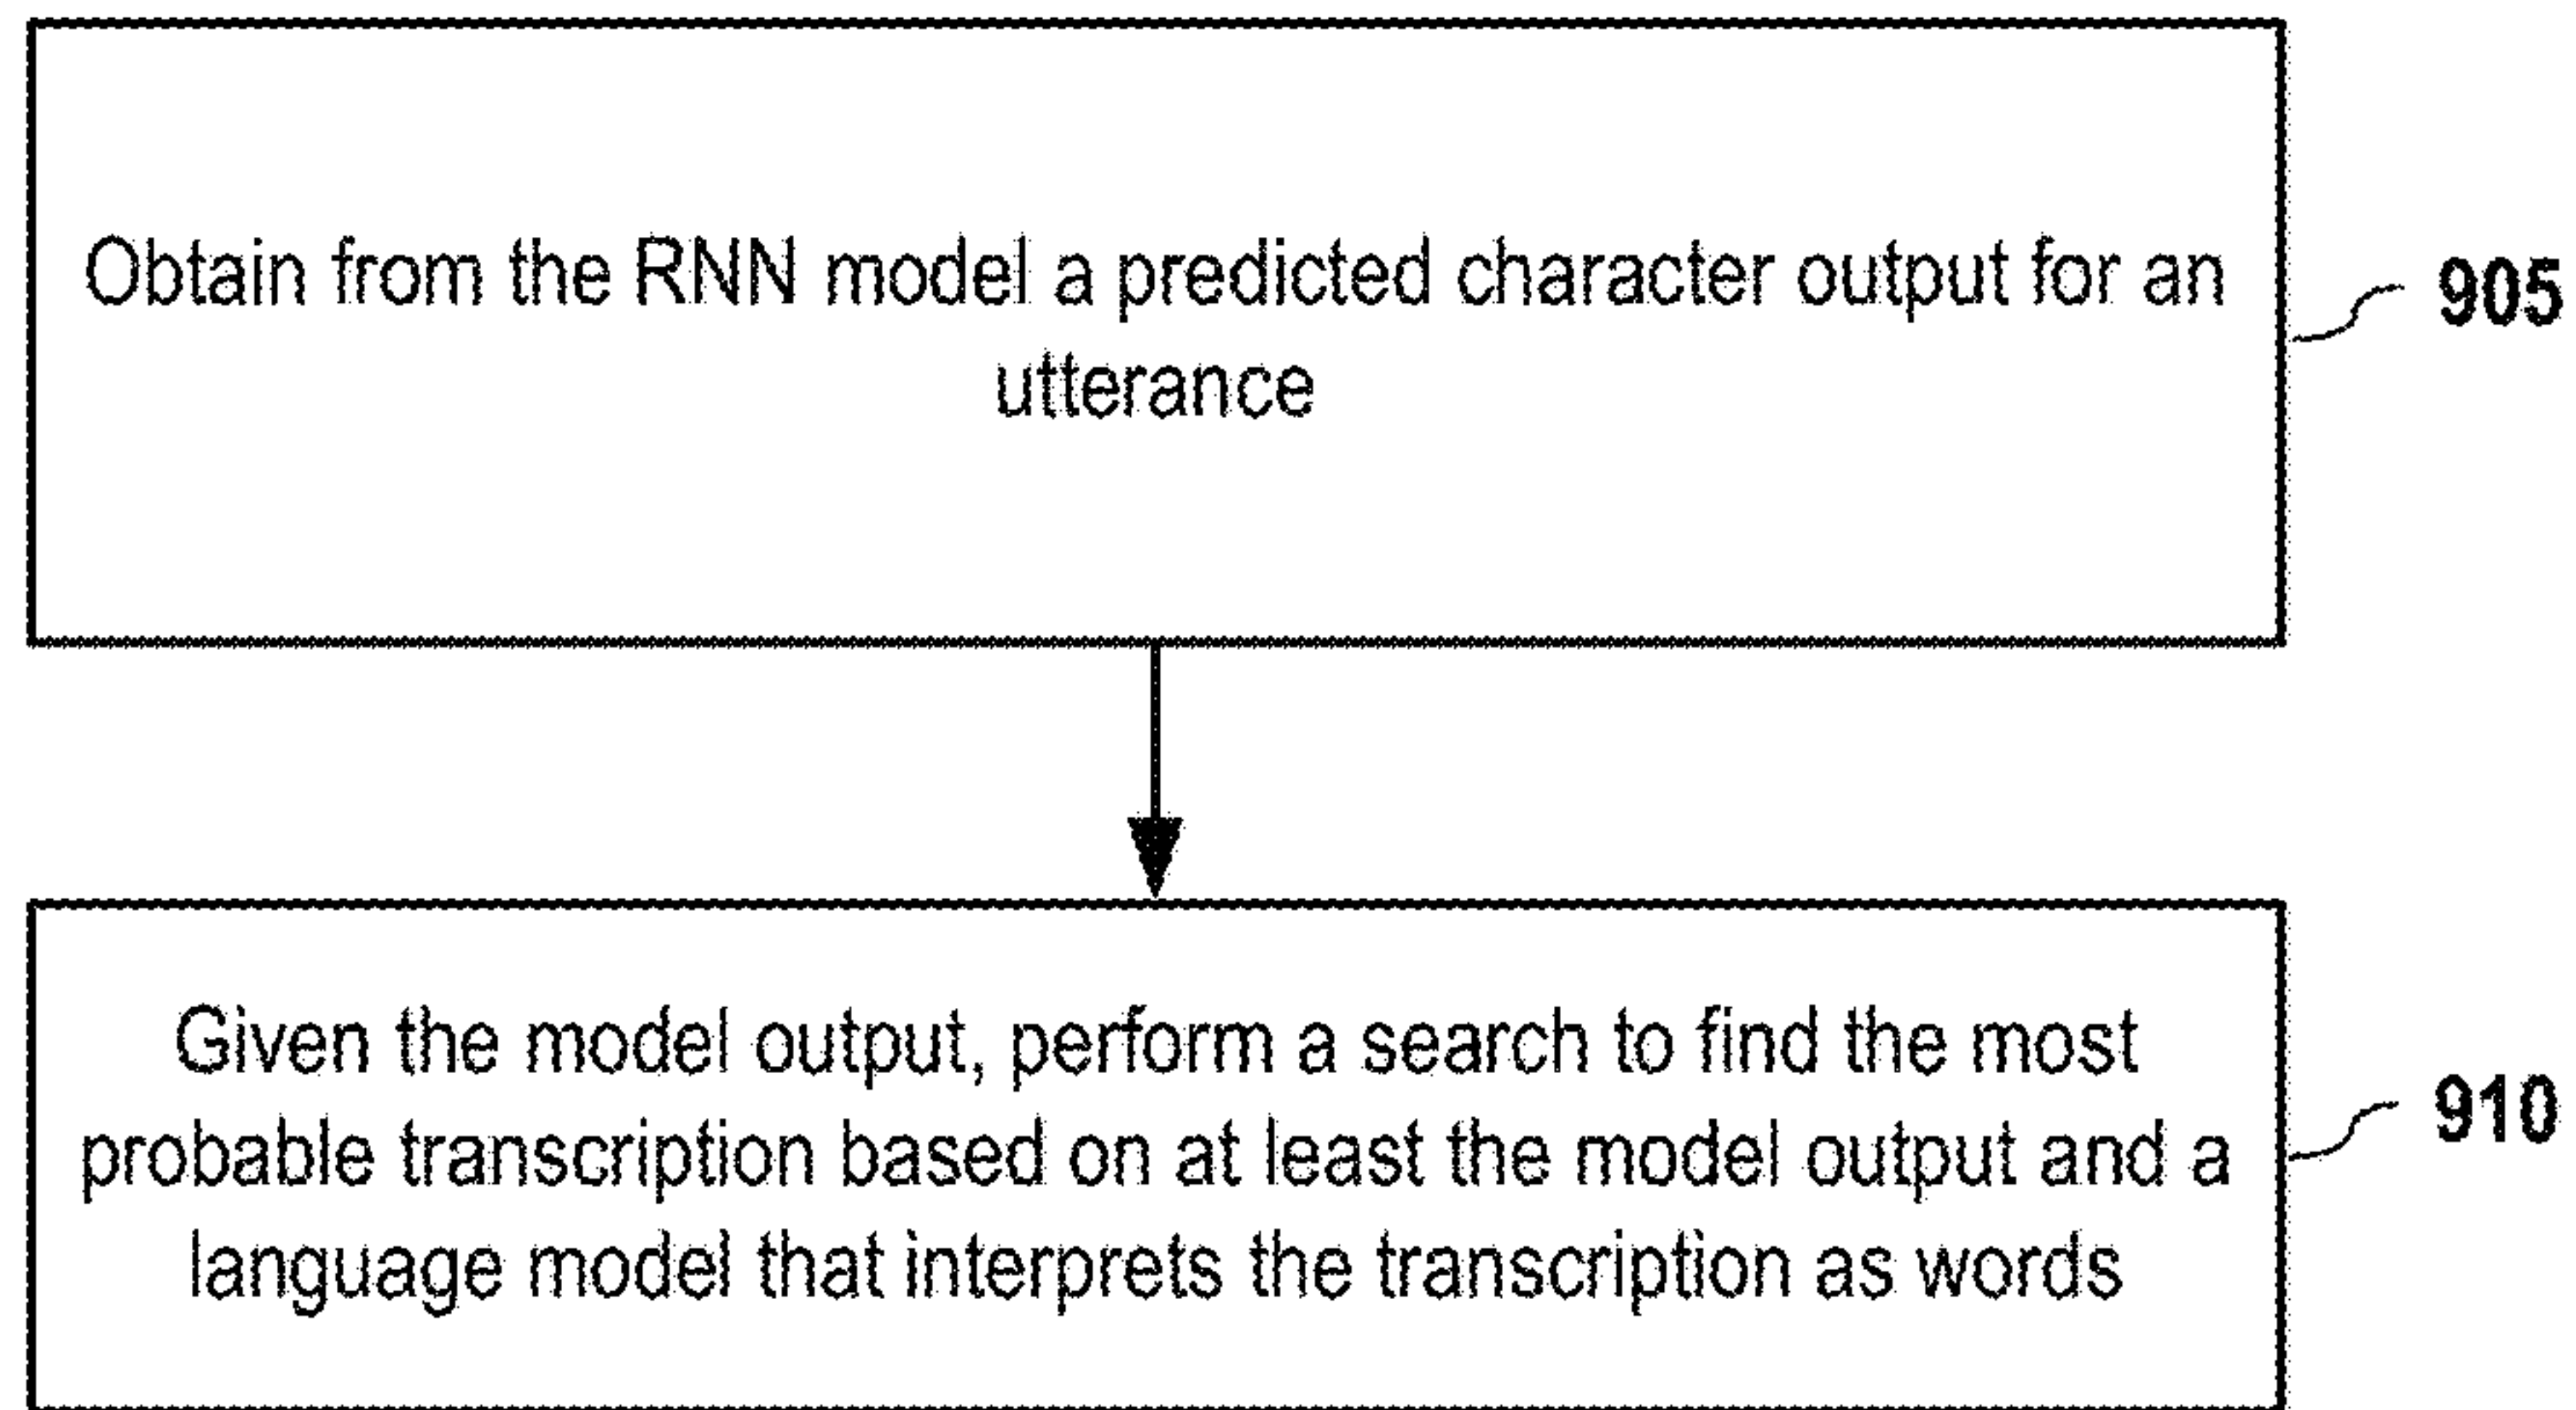 Obtain from the RNN model a predicted character output for an
utterance
905
Given the model output, perform a search to find the most
probable transcription based on at least the model output and a
language model that interprets the transcription as words
910